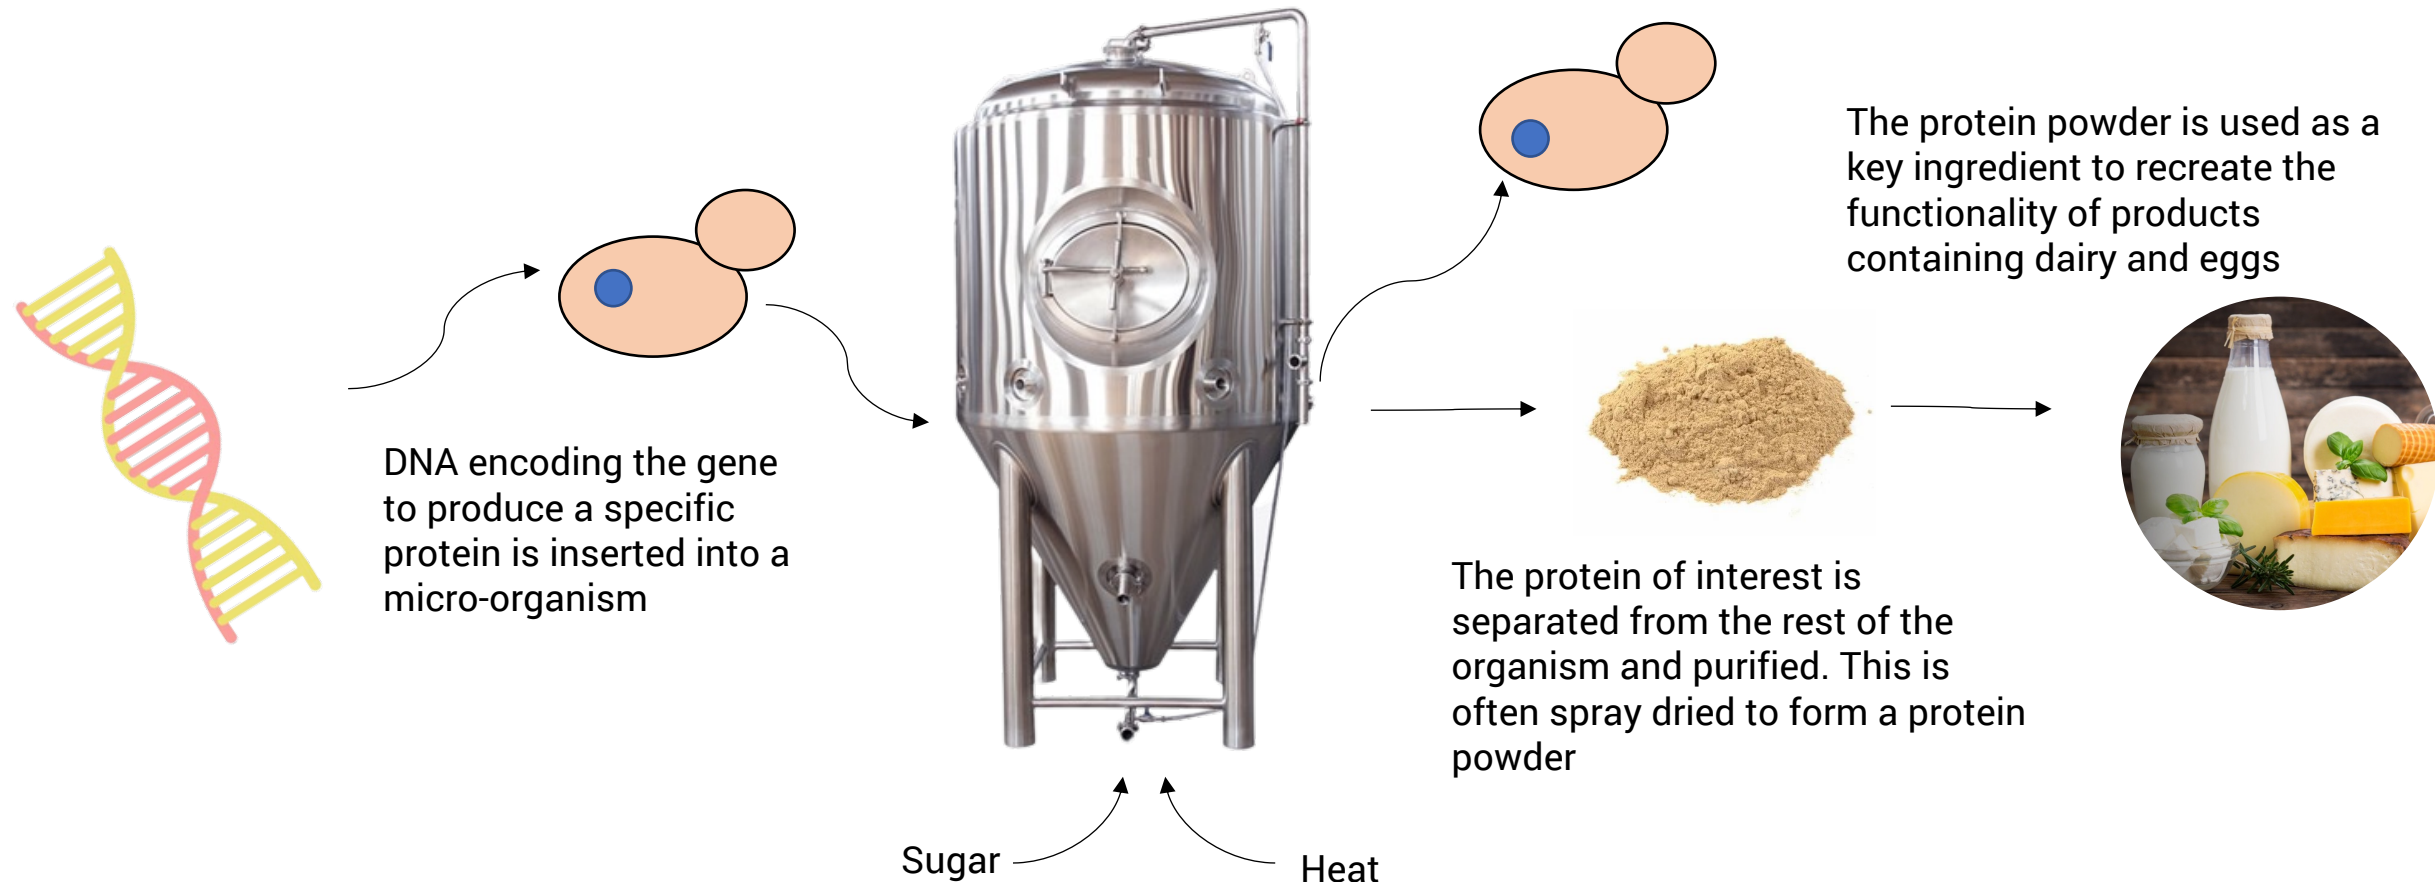 DNA encoding the gene
to produce a specific
protein is inserted into a
micro-organism
Sugar
Heat
The protein of interest is
separated from the rest of the
organism and purified. This is
often spray dried to form a protein
powder
The protein powder is used as a
key ingredient to recreate the
functionality of products
containing dairy and eggs